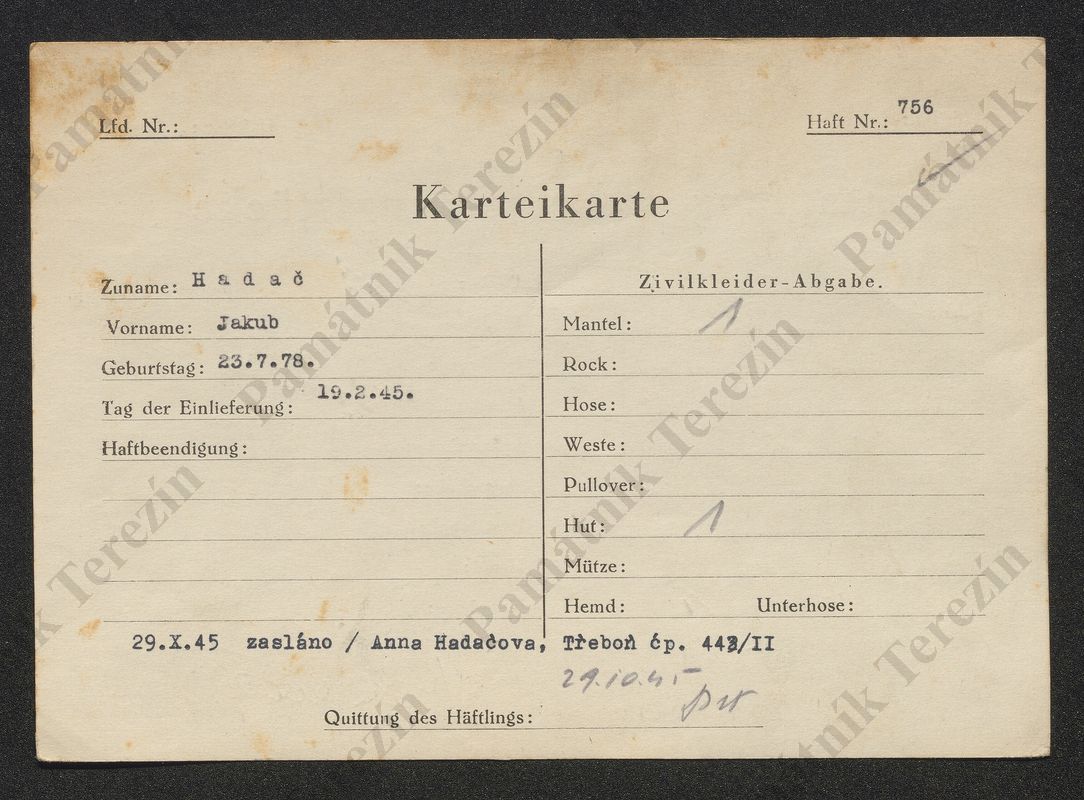 Lfd. Nr.:
Haft Nr.: 756
Karteikarte
Zuname: Hadač
Vorname: Jakub
Geburtstag: 23.7.78.
Tag der Einlieferung: 19.2.45.
Haftbeendigung:
Zivilkleider-Abgabe.
Mantel: 1
Rock:
Hose:
Weste:
Pullover:
Hut: 1
Mütze:
Hemd: Unterhose:
29.X.45 zasláno / Anna Hadačova, Třeboň čp. 443/II
29.10.45
Quittung des Häftlings:
Památník Terezín